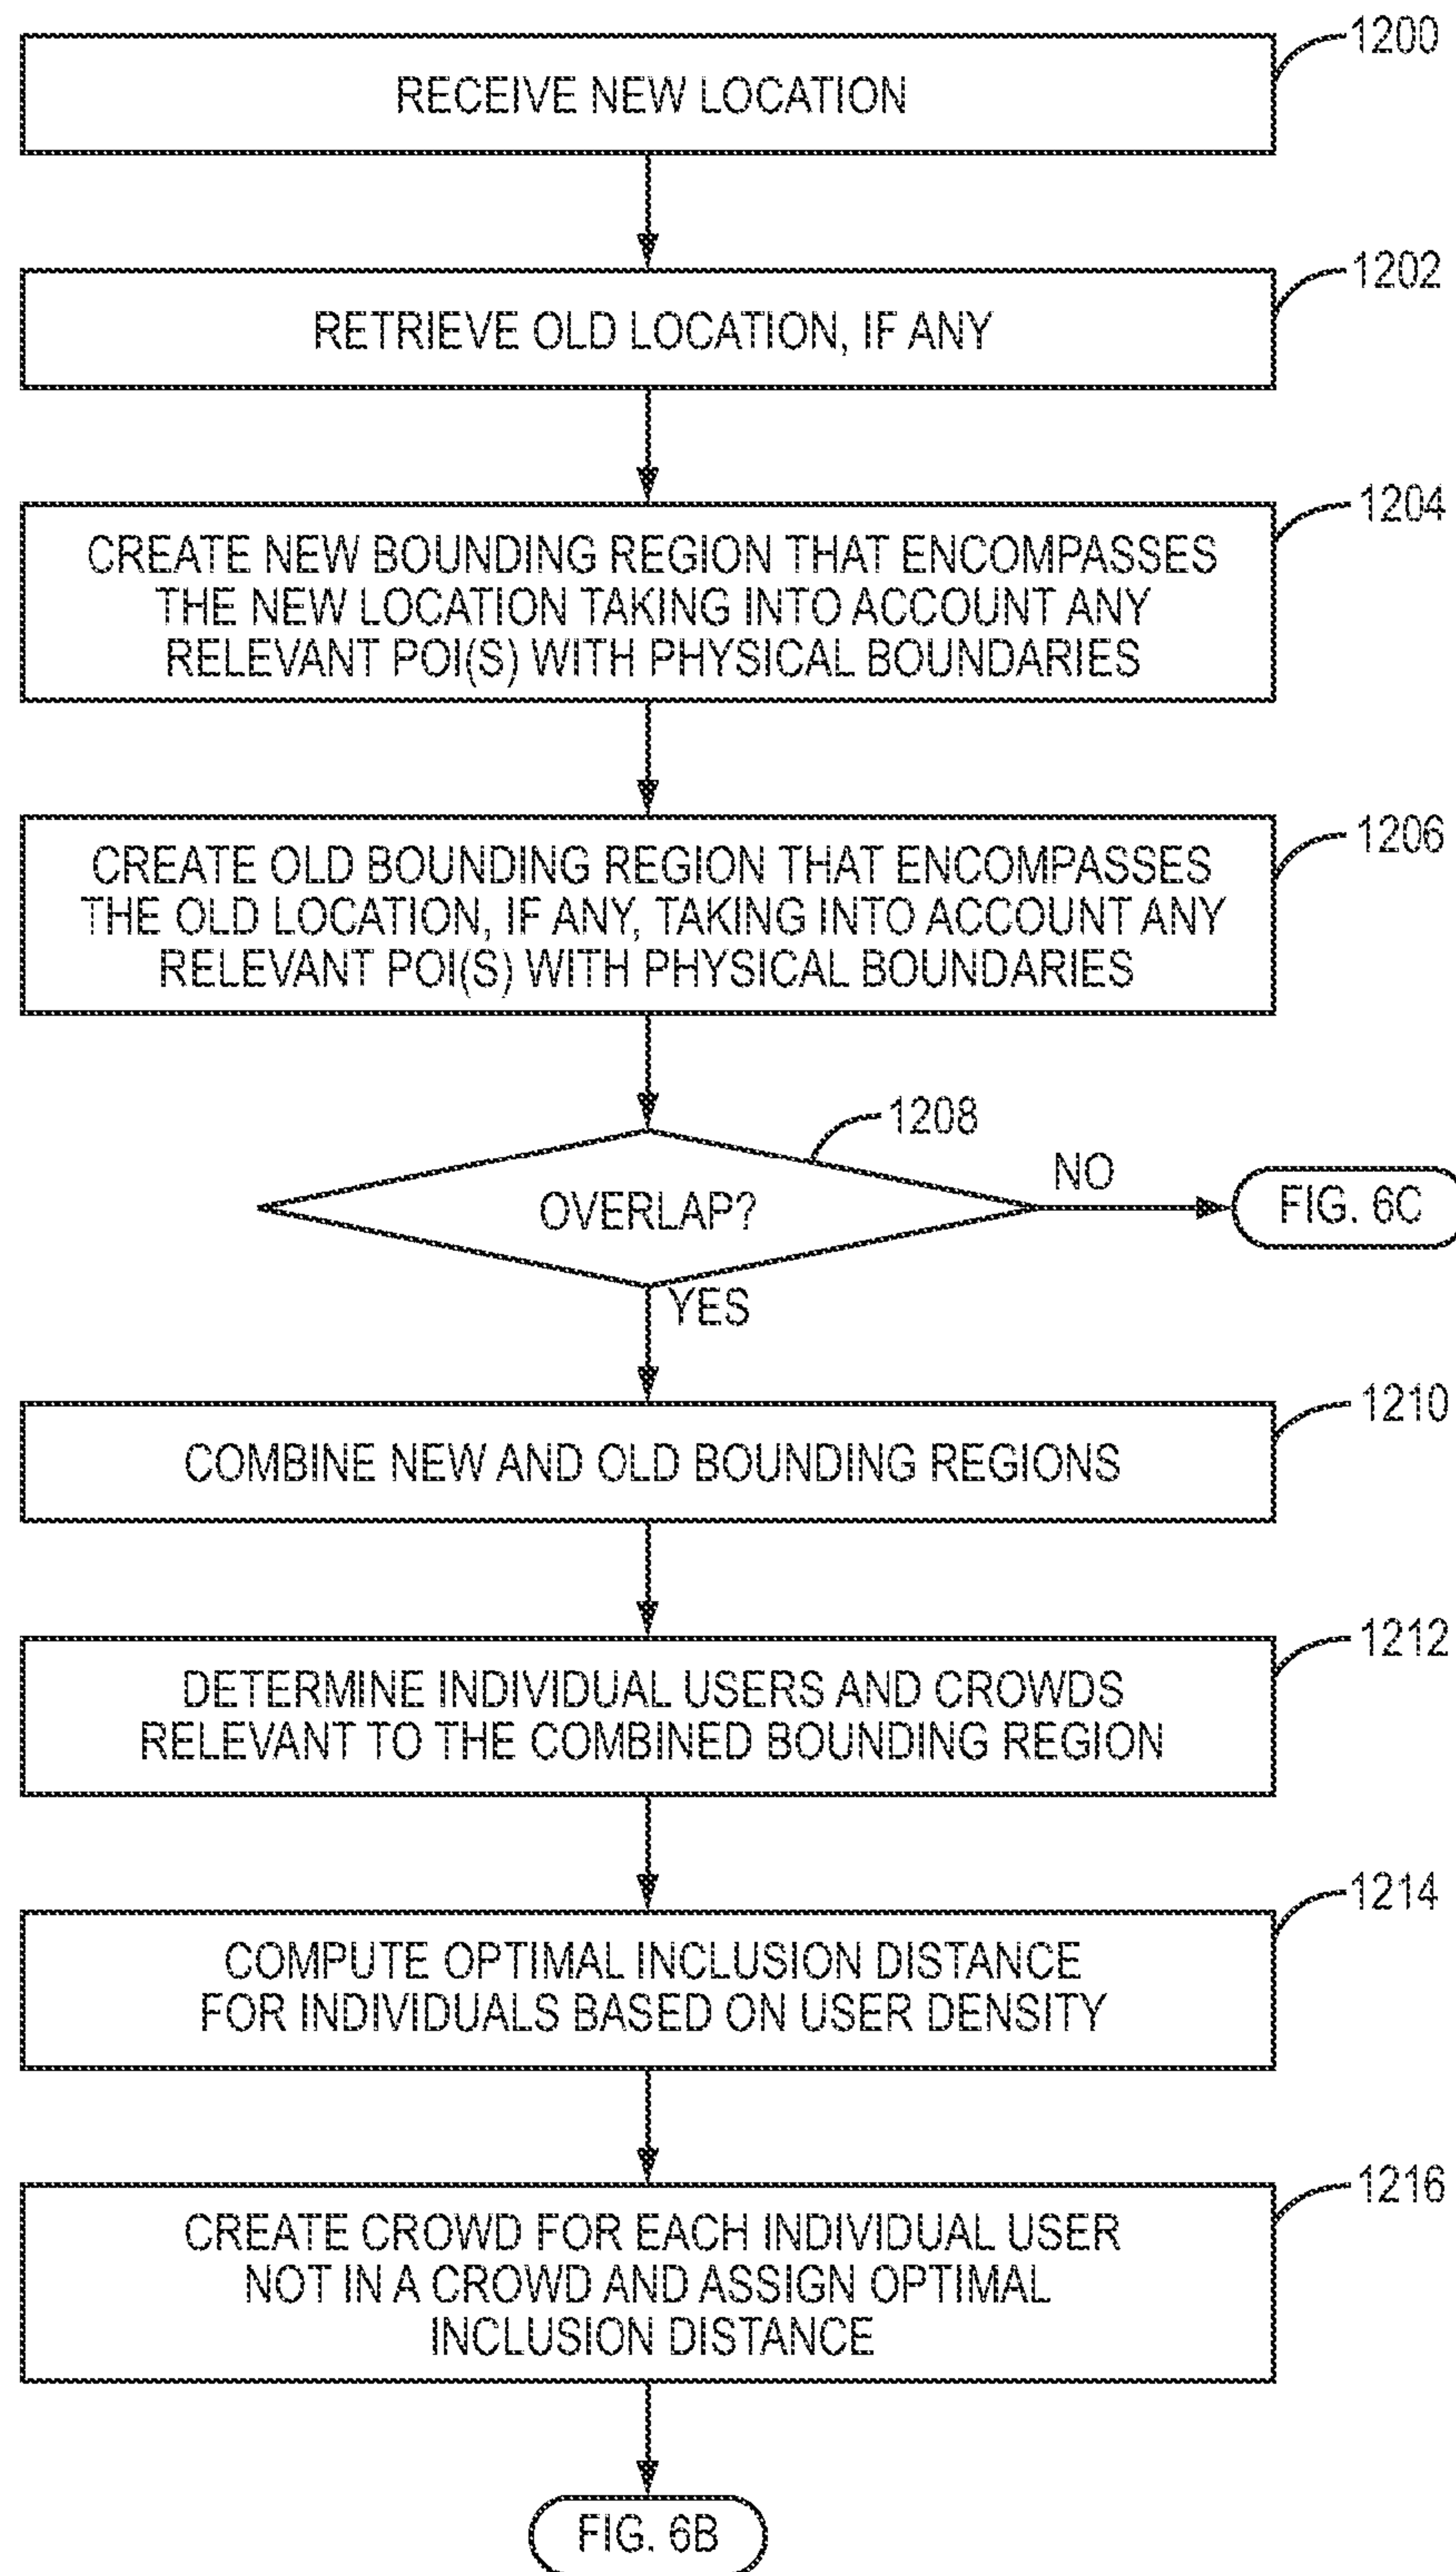 1200
RECEIVE NEW LOCATION
1202
RETRIEVE OLD LOCATION, IF ANY
1204
CREATE NEW BOUNDING REGION THAT ENCOMPASSES
THE NEW LOCATION TAKING INTO ACCOUNT ANY
RELEVANT POI(S) WITH PHYSICAL BOUNDARIES
1206
CREATE OLD BOUNDING REGION THAT ENCOMPASSES
THE OLD LOCATION, IF ANY, TAKING INTO ACCOUNT ANY
RELEVANT POI(S) WITH PHYSICAL BOUNDARIES
1208
OVERLAP?
NO
FIG. 6C
YES
1210
COMBINE NEW AND OLD BOUNDING REGIONS
1212
DETERMINE INDIVIDUAL USERS AND CROWDS
RELEVANT TO THE COMBINED BOUNDING REGION
1214
COMPUTE OPTIMAL INCLUSION DISTANCE
FOR INDIVIDUALS BASED ON USER DENSITY
1216
CREATE CROWD FOR EACH INDIVIDUAL USER
NOT IN A CROWD AND ASSIGN OPTIMAL
INCLUSION DISTANCE
FIG. 6B